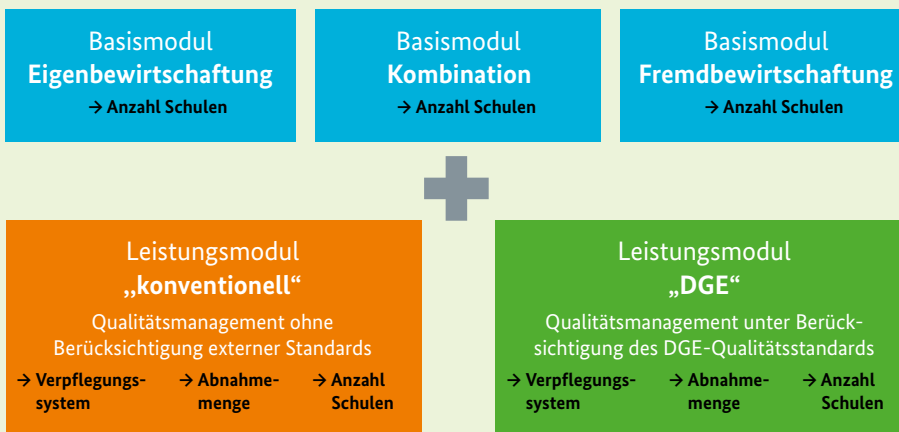 Basismodul
Eigenbewirtschaftung
→ Anzahl Schulen
Basismodul
Kombination
→ Anzahl Schulen
Basismodul
Fremdbewirtschaftung
→ Anzahl Schulen
Leistungsmodul
„konventionell“
Qualitätsmanagement ohne
Berücksichtigung externer Standards
→ Verpflegungs-
system
→ Abnahme-
menge
→ Anzahl
Schulen
Leistungsmodul
„DGE“
Qualitätsmanagement unter Berück-
sichtigung des DGE-Qualitätsstandards
→ Verpflegungs-
system
→ Abnahme-
menge
→ Anzahl
Schulen